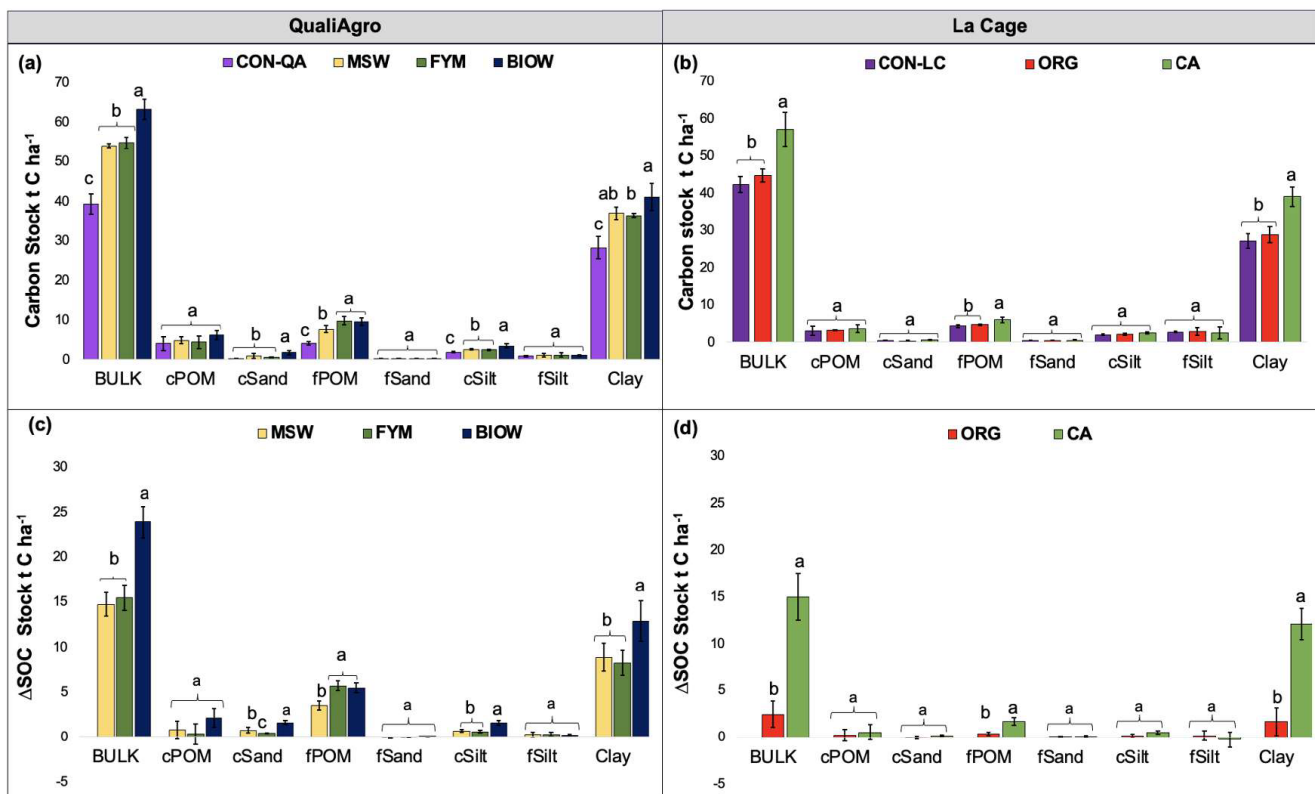 QualiAgro
La Cage
(a)
CON-QA MSW FYM BIOW
Carbon Stock t C ha-1
70
60
50
40
30
20
10
0
c b a
a
b a
c b a
a
c b a
a
c ab b a
BULK cPOM cSand fPOM fSand cSilt fSilt Clay
(b)
CON-LC ORG CA
Carbon stock t C ha-1
70
60
50
40
30
20
10
0
b a
a
a
b a
a
a
a
b a
BULK cPOM cSand fPOM fSand cSilt fSilt Clay
(c)
MSW FYM BIOW
ΔSOC Stock t C ha-1
30
25
20
15
10
5
0
-5
b a
a
b c a
b a
a
b a
a
b a
BULK cPOM cSand fPOM fSand cSilt fSilt Clay
(d)
ORG CA
ΔSOC Stock t C ha-1
30
25
20
15
10
5
0
-5
b a
a
a
b a
a
a
a
b a
BULK cPOM cSand fPOM fSand cSilt fSilt Clay